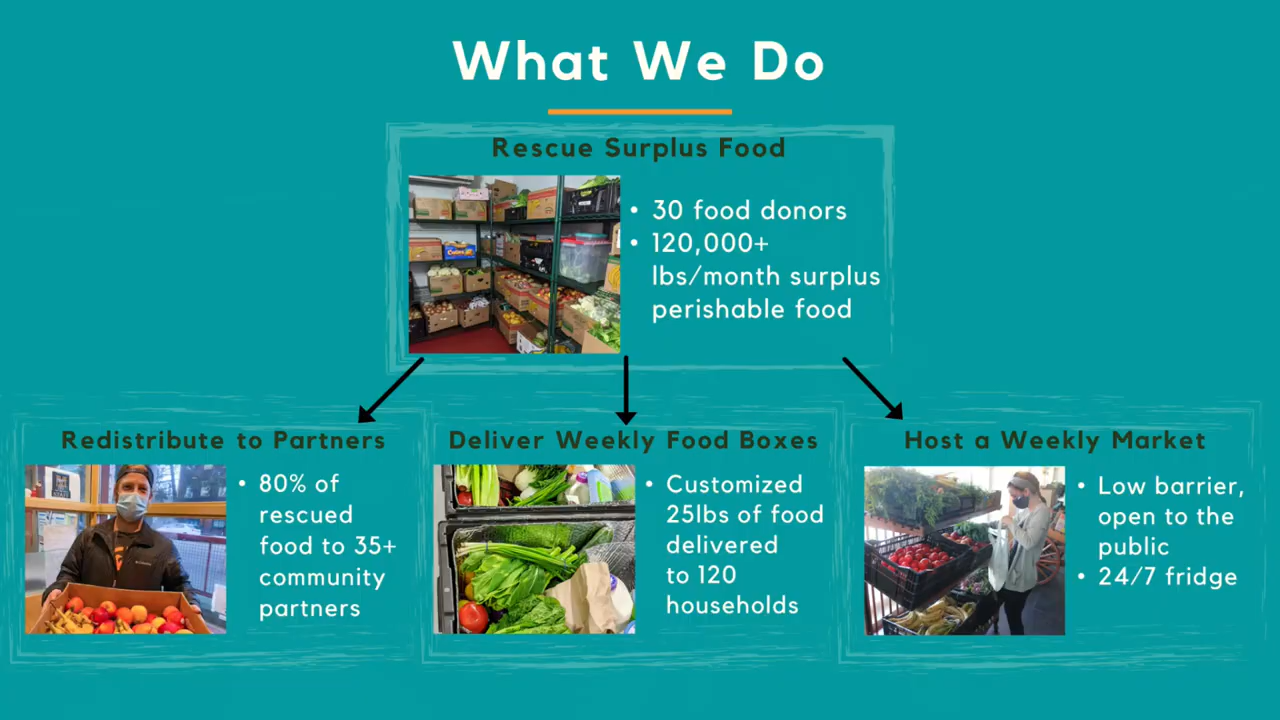 What We Do
Rescue Surplus Food
• 30 food donors
• 120,000+
lbs/month surplus
perishable food
Redistribute to Partners
• 80% of
rescued
food to 35+
community
partners
Deliver Weekly Food Boxes
• Customized
25lbs of food
delivered
to 120
households
Host a Weekly Market
• Low barrier,
open to the
public
• 24/7 fridge